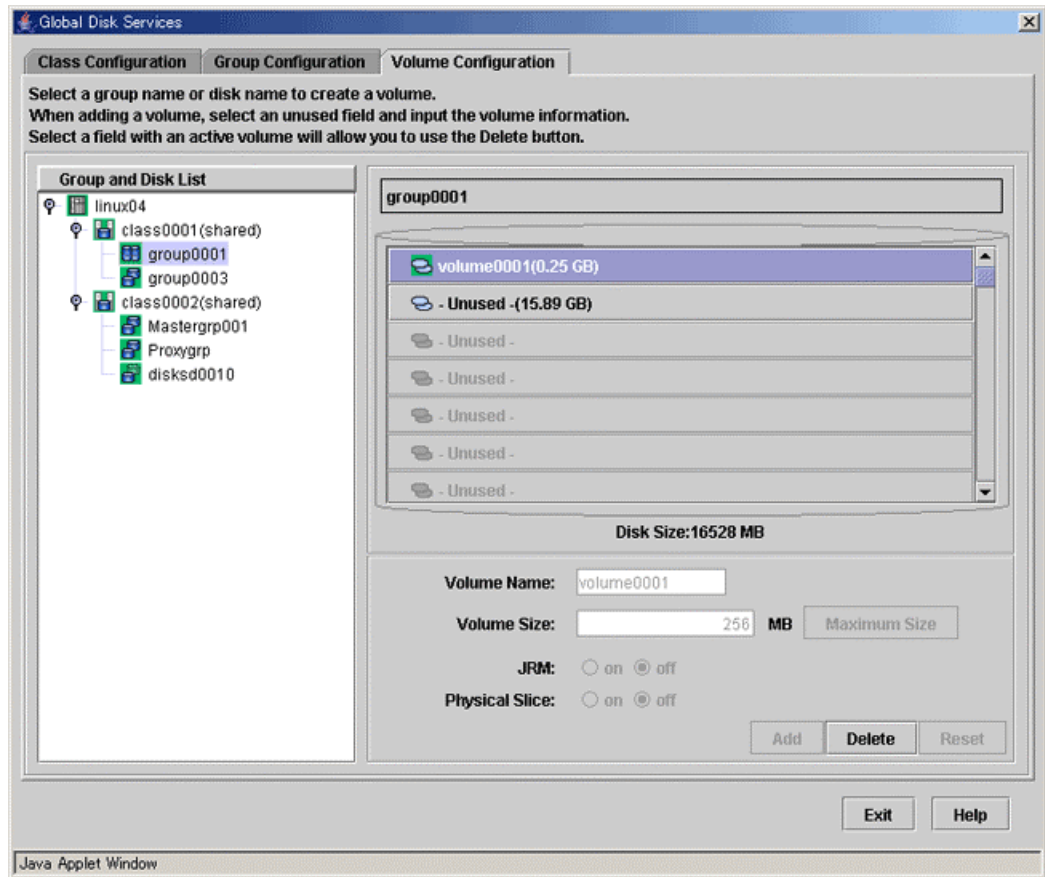 Global Disk Services
Class Configuration Group Configuration Volume Configuration
Select a group name or disk name to create a volume.
When adding a volume, select an unused field and input the volume information.
Select a field with an active volume will allow you to use the Delete button.
Group and Disk List
linux04
class0001(shared)
group0001
group0003
class0002(shared)
Mastergrp001
Proxygrp
disksd0010
group0001
volume0001(0.25 GB)
- Unused -(15.89 GB)
- Unused -
- Unused -
- Unused -
- Unused -
- Unused -
Disk Size:16528 MB
Volume Name: volume0001
Volume Size: 256 MB Maximum Size
JRM: on off
Physical Slice: on off
Add Delete Reset
Exit Help
Java Applet Window